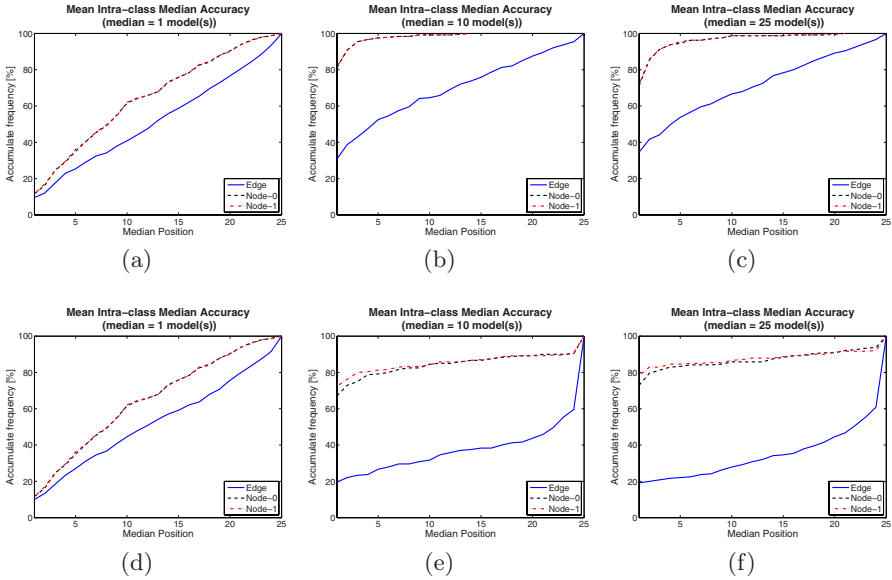 Mean Intra-class Median Accuracy
(median = 1 model(s))
Accumulate frequency [%]
100
80
60
40
20
0
5
10
15
20
25
Median Position
Edge
Node-0
Node-1
(a)
Mean Intra-class Median Accuracy
(median = 10 model(s))
Accumulate frequency [%]
100
80
60
40
20
0
5
10
15
20
25
Median Position
Edge
Node-0
Node-1
(b)
Mean Intra-class Median Accuracy
(median = 25 model(s))
Accumulate frequency [%]
100
80
60
40
20
0
5
10
15
20
25
Median Position
Edge
Node-0
Node-1
(c)
Mean Intra-class Median Accuracy
(median = 1 model(s))
Accumulate frequency [%]
100
80
60
40
20
0
5
10
15
20
25
Median Position
Edge
Node-0
Node-1
(d)
Mean Intra-class Median Accuracy
(median = 10 model(s))
Accumulate frequency [%]
100
80
60
40
20
0
5
10
15
20
25
Median Position
Edge
Node-0
Node-1
(e)
Mean Intra-class Median Accuracy
(median = 25 model(s))
Accumulate frequency [%]
100
80
60
40
20
0
5
10
15
20
25
Median Position
Edge
Node-0
Node-1
(f)